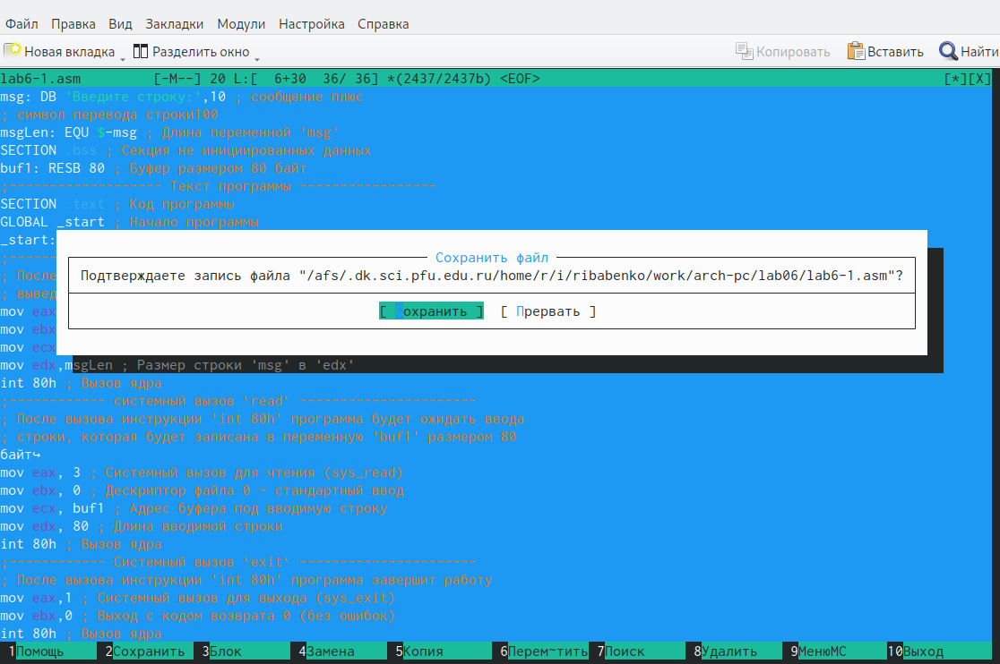 Файл Правка Вид Закладки Модули Настройка Справка
Новая вкладка Разделить окно Копировать Вставить Найти
lab6-1.asm [-M--] 20 L:[ 6+30 36/ 36] *(2437/2437b) <EOF> [*][X]
msg: DB 'Введите строку:',10 ; сообщение плюс
; символ перевода строки100
msgLen: EQU $-msg ; Длина переменной 'msg'
SECTION .bss ; Секция не инициированных данных
buf1: RESB 80 ; Буфер размером 80 байт
;------------------- Текст программы -----------------
SECTION .text ; Код программы
GLOBAL _start ; Начало программы
_start:
;------
Сохранить файл
; После
Подтверждаете запись файла "/afs/.dk.sci.pfu.edu.ru/home/r/i/ribabenko/work/arch-pc/lab06/lab6-1.asm"?
; вывед
mov eax
[ Сохранить ] [ Прервать ]
mov ebx
mov ecx
mov edx,msgLen ; Размер строки 'msg' в 'edx'
int 80h ; Вызов ядра
;------------ системный вызов `read` ----------------------
; После вызова инструкции 'int 80h' программа будет ожидать ввода
; строки, которая будет записана в переменную 'buf1' размером 80
байт↪
mov eax, 3 ; Системный вызов для чтения (sys_read)
mov ebx, 0 ; Дескриптор файла 0 - стандартный ввод
mov ecx, buf1 ; Адрес буфера под вводимую строку
mov edx, 80 ; Длина вводимой строки
int 80h ; Вызов ядра
;------------ Системный вызов `exit` ----------------------
; После вызова инструкции 'int 80h' программа завершит работу
mov eax,1 ; Системный вызов для выхода (sys_exit)
mov ebx,0 ; Выход с кодом возврата 0 (без ошибок)
int 80h ; Вызов ядра
1Помощь 2Сохранить 3Блок 4Замена 5Копия 6Перем~тить 7Поиск 8Удалить 9МенюMC 10Выход